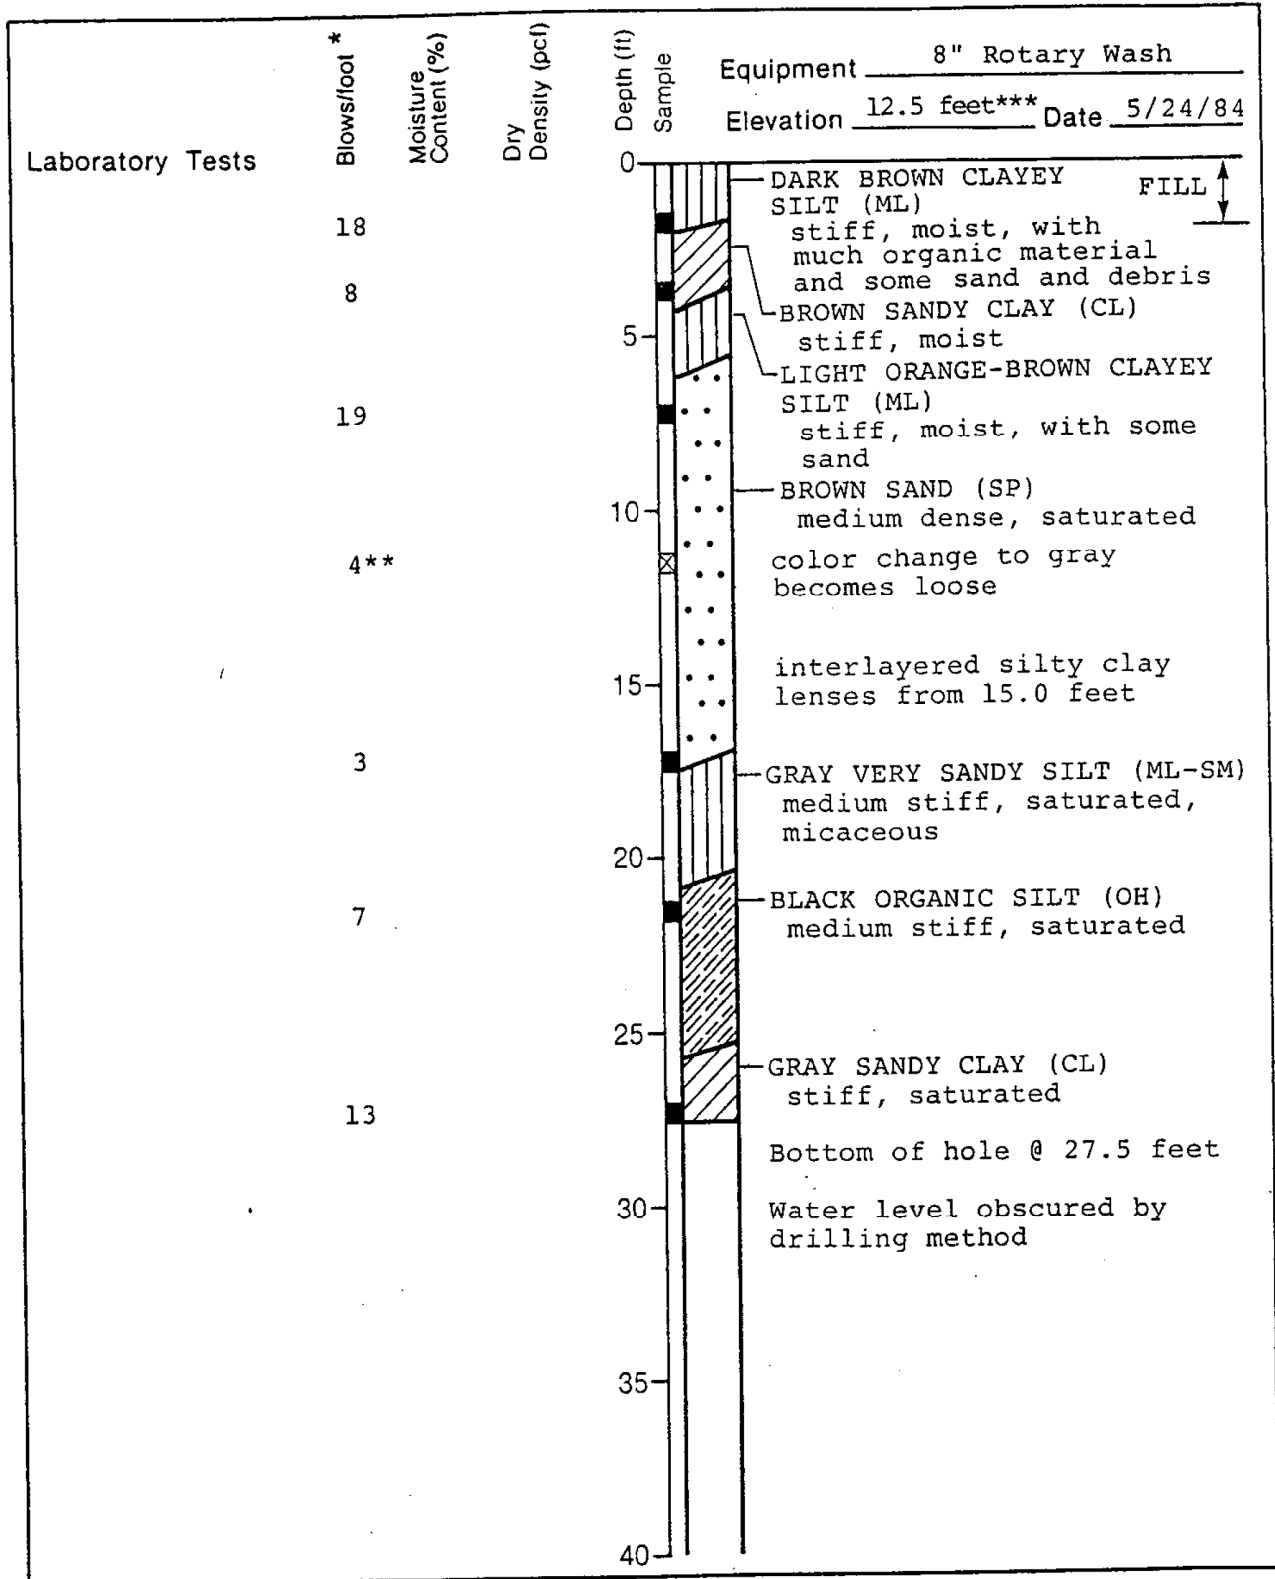 Laboratory Tests
Blows/foot *
Moisture
Content (%)
Dry
Density (pcf)
Depth (ft)
Sample
Equipment 8" Rotary Wash
Elevation 12.5 feet*** Date 5/24/84
0
DARK BROWN CLAYEY
SILT (ML)
FILL
18
stiff, moist, with
much organic material
and some sand and debris
8
BROWN SANDY CLAY (CL)
stiff, moist
5
LIGHT ORANGE-BROWN CLAYEY
SILT (ML)
stiff, moist, with some
sand
19
BROWN SAND (SP)
medium dense, saturated
10
4**
color change to gray
becomes loose
interlayered silty clay
lenses from 15.0 feet
15
3
GRAY VERY SANDY SILT (ML-SM)
medium stiff, saturated,
micaceous
20
BLACK ORGANIC SILT (OH)
medium stiff, saturated
7
25
GRAY SANDY CLAY (CL)
stiff, saturated
13
Bottom of hole @ 27.5 feet
30
Water level obscured by
drilling method
35
40